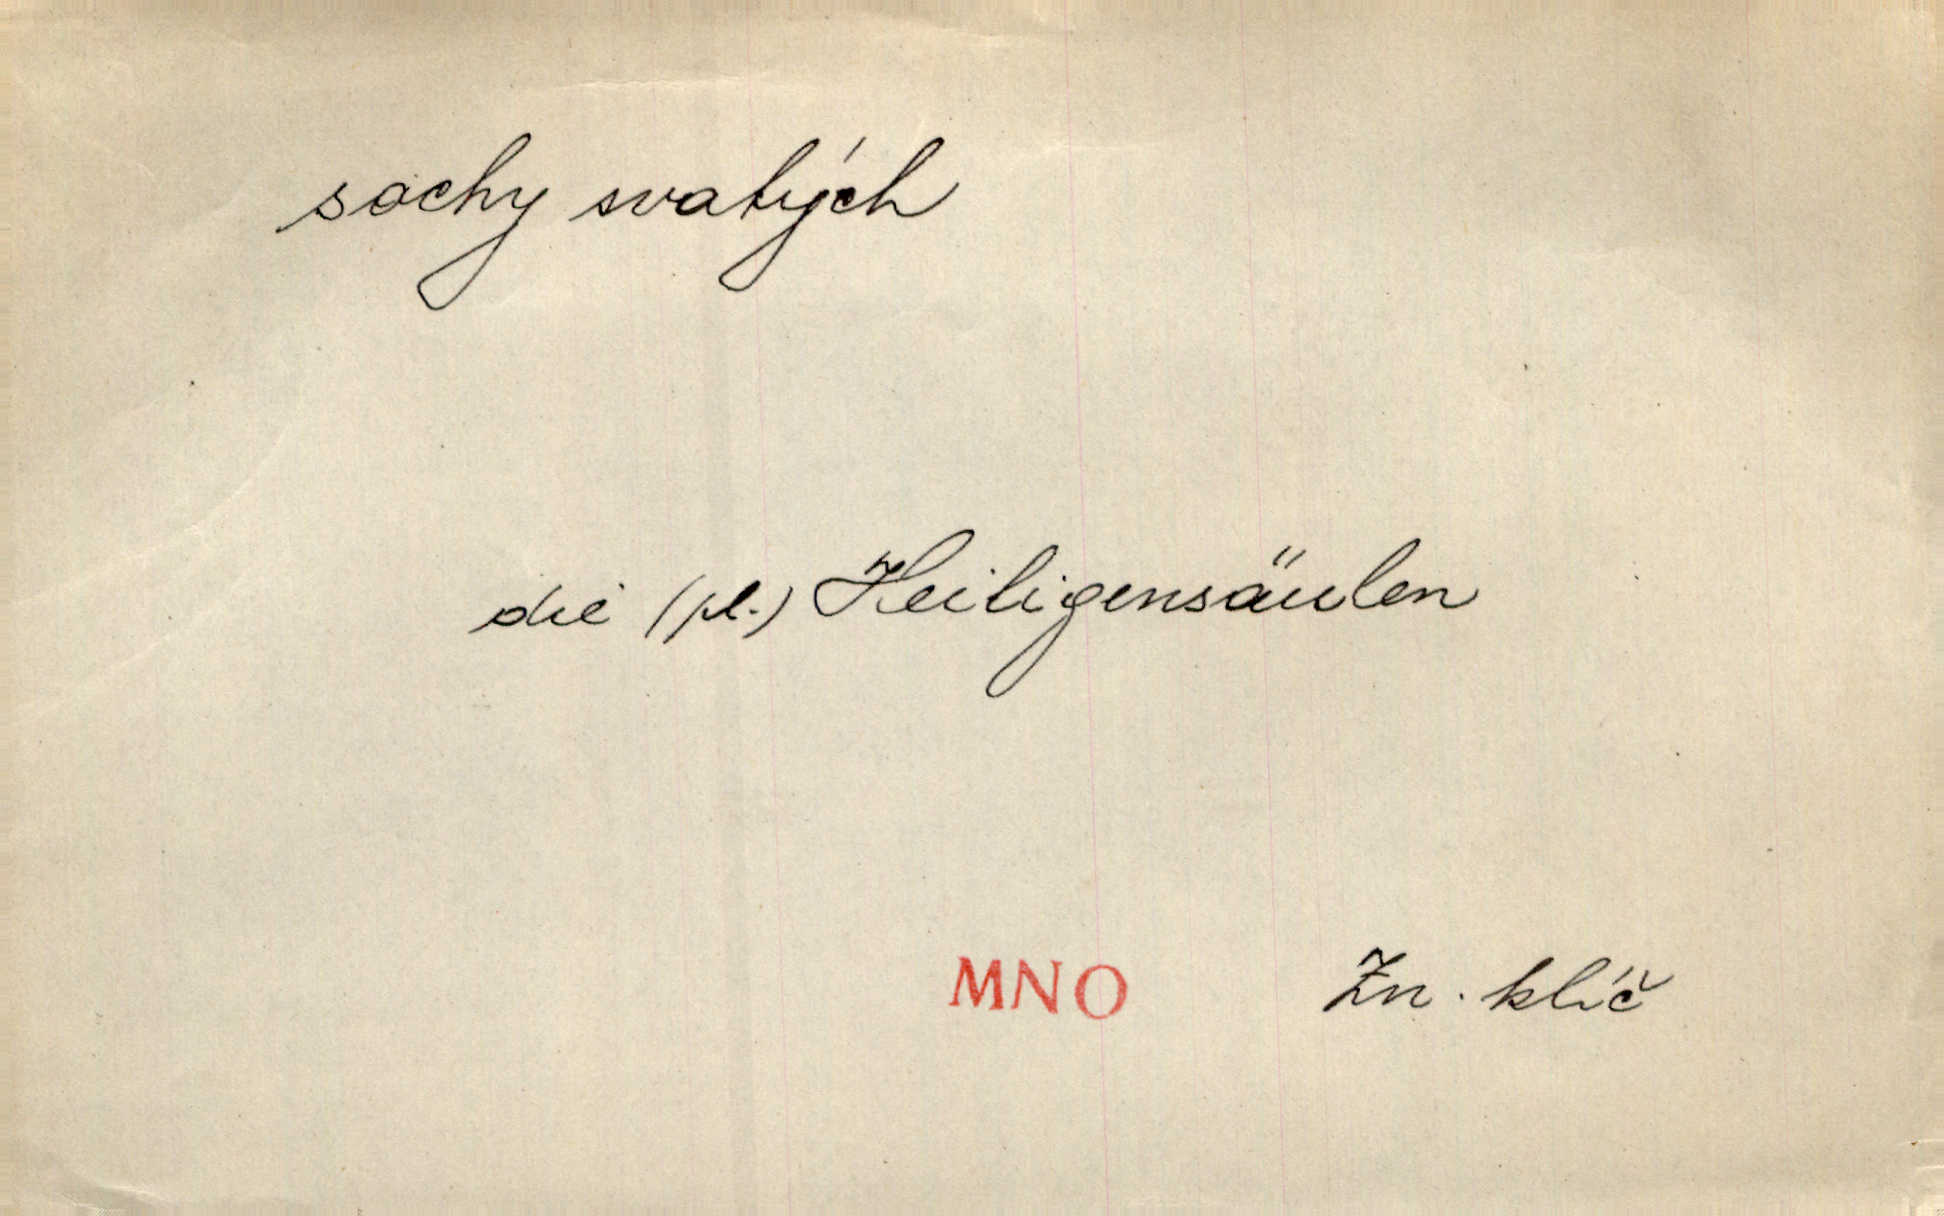 sochy svatých
die (pl.) Heiligensäulen
MNO Zn. klíč